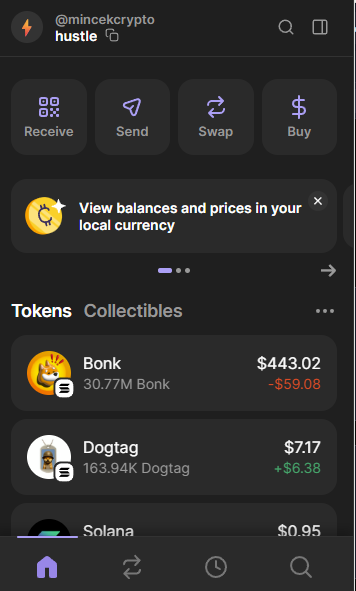 @mincekcrypto
hustle
Receive
Send
Swap
Buy
View balances and prices in your
local currency
Tokens Collectibles
Bonk $443.02
30.77M Bonk -$59.08
Dogtag $7.17
163.94K Dogtag +$6.38
Solana $0.95